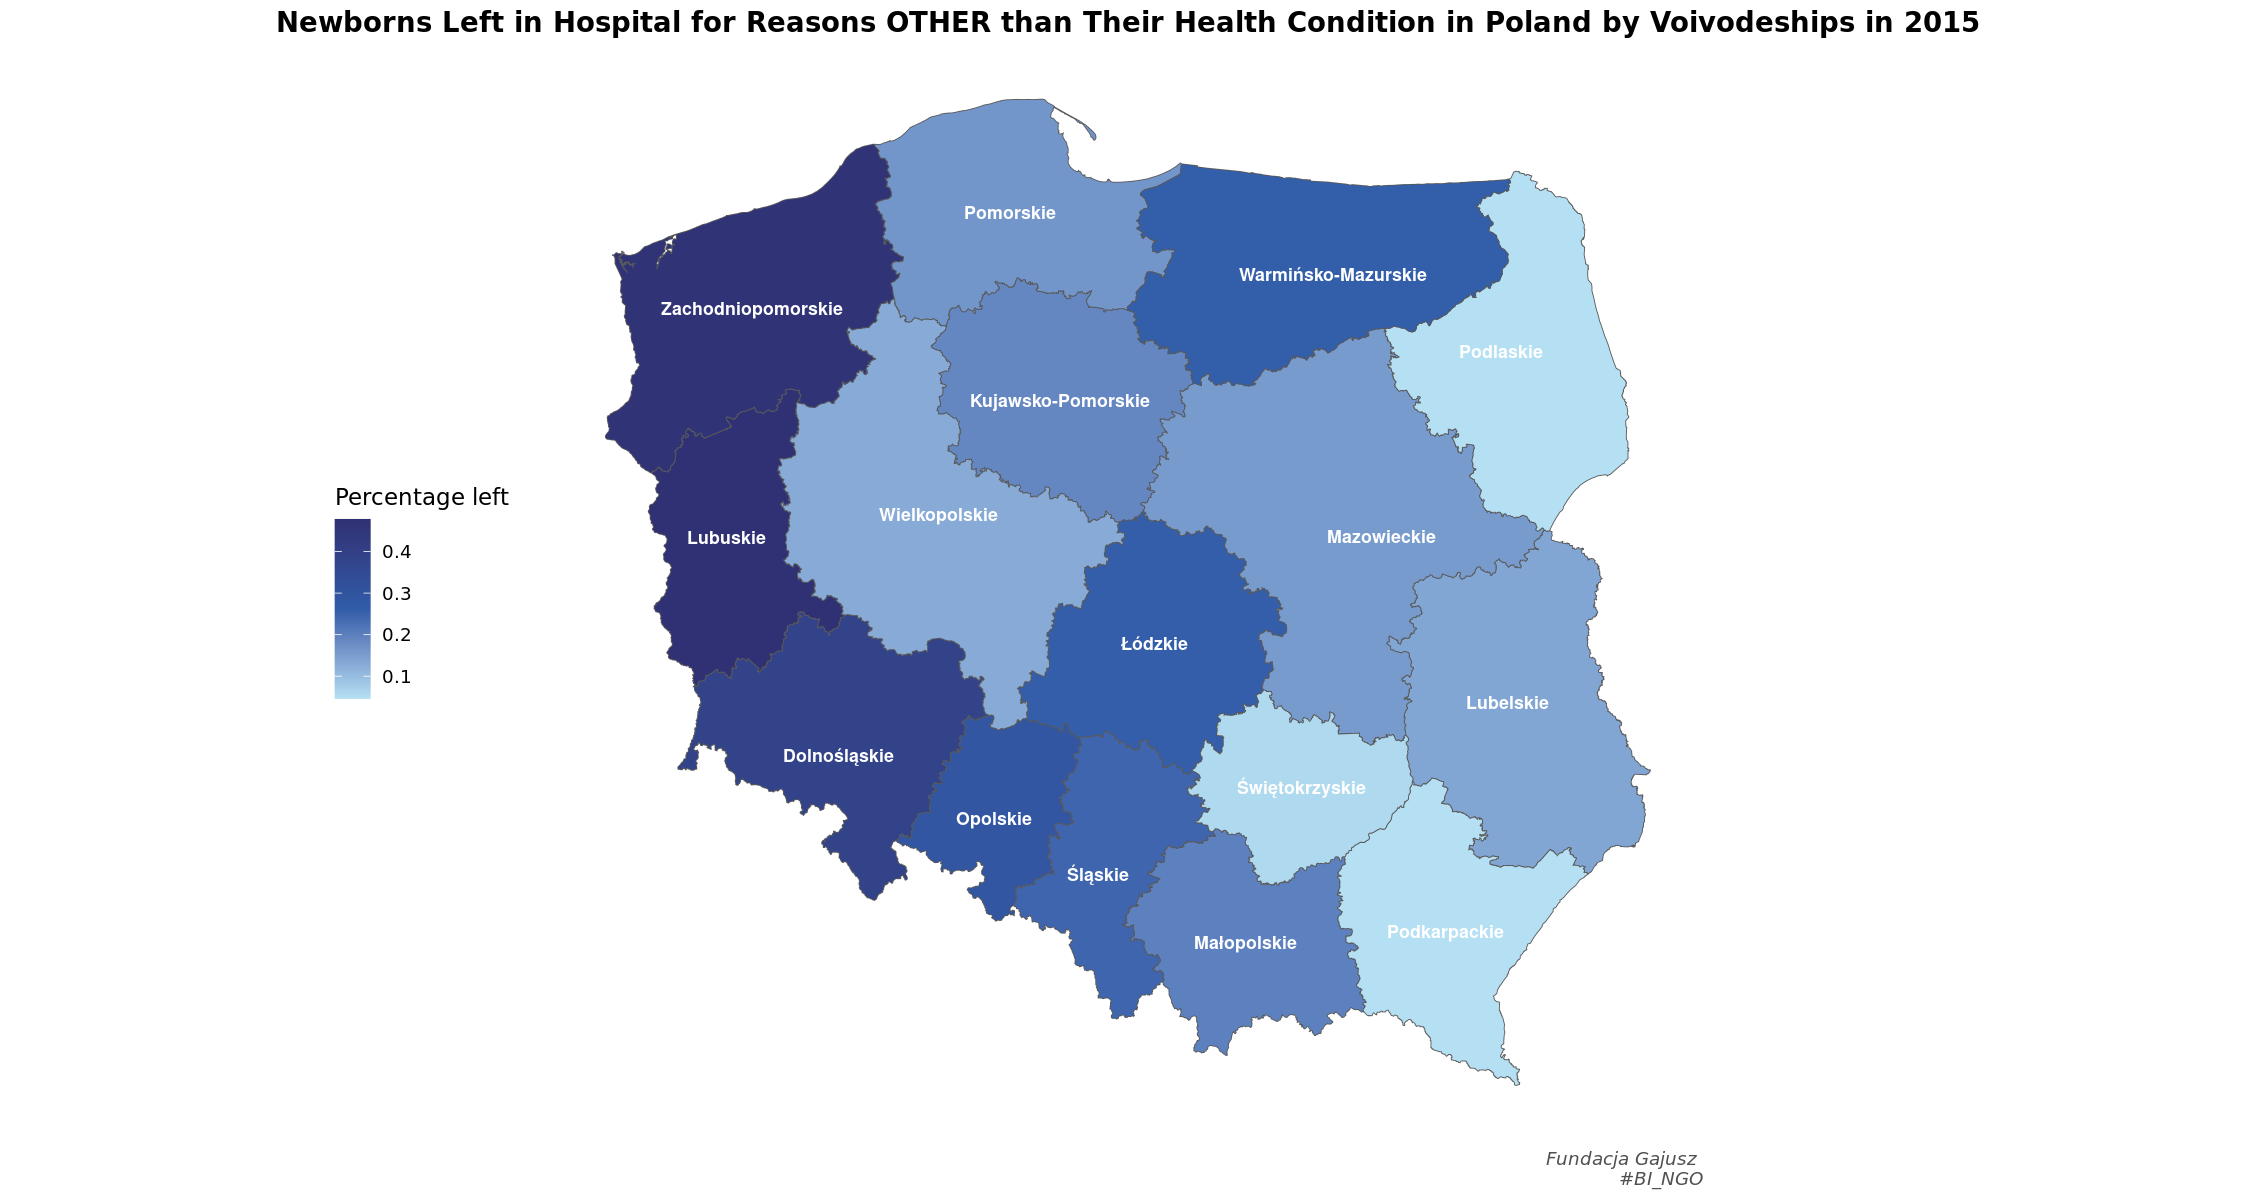 Newborns Left in Hospital for Reasons OTHER than Their Health Condition in Poland by Voivodeships in 2015
Pomorskie
Warmińsko-Mazurskie
Zachodniopomorskie
Podlaskie
Kujawsko-Pomorskie
Percentage left
0.4
0.3
0.2
0.1
Wielkopolskie
Lubuskie
Mazowieckie
Łódzkie
Lubelskie
Dolnośląskie
Świętokrzyskie
Opolskie
Śląskie
Podkarpackie
Małopolskie
Fundacja Gajusz
#BI_NGO